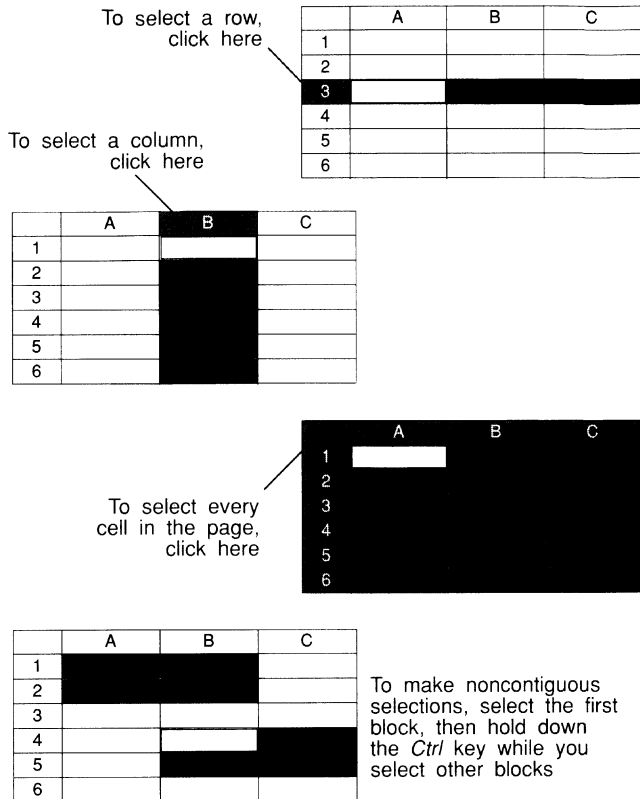 To select a row,
click here
A B C
1
2
3
4
5
6
To select a column,
click here
A B C
1
2
3
4
5
6
A B C
1
2
3
4
5
6
To select every
cell in the page,
click here
A B C
1
2
3
4
5
6
To make noncontiguous
selections, select the first
block, then hold down
the Ctrl key while you
select other blocks